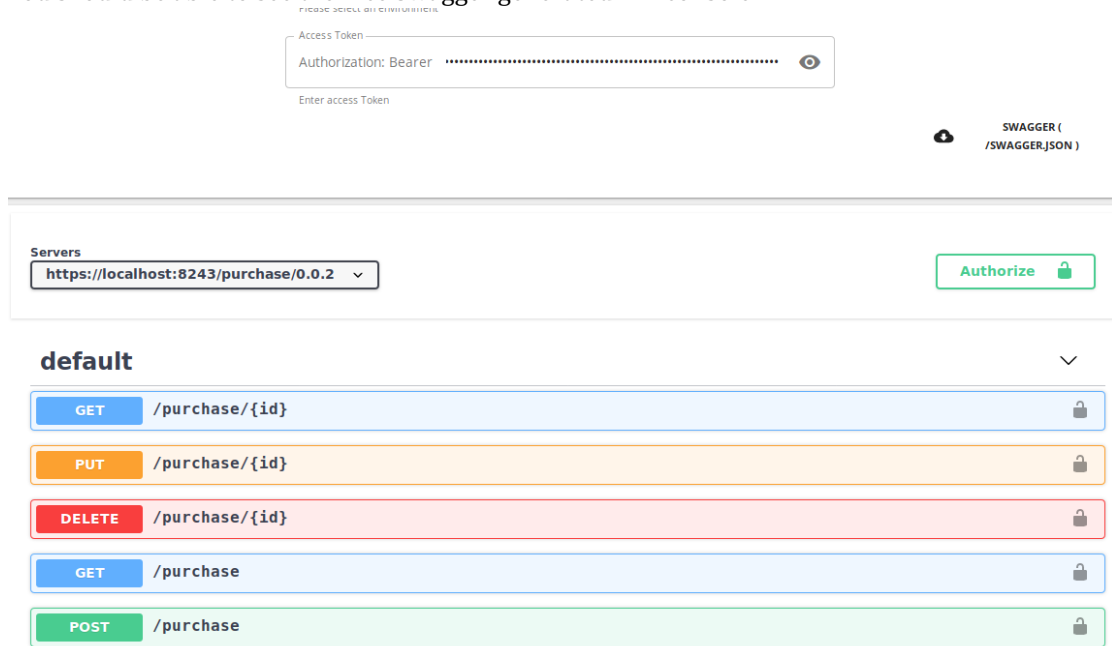 Please select an environment
Access Token
Authorization: Bearer
Enter access Token
SWAGGER (
/SWAGGER.JSON )
Servers
https://localhost:8243/purchase/0.0.2
Authorize
default
GET /purchase/{id}
PUT /purchase/{id}
DELETE /purchase/{id}
GET /purchase
POST /purchase